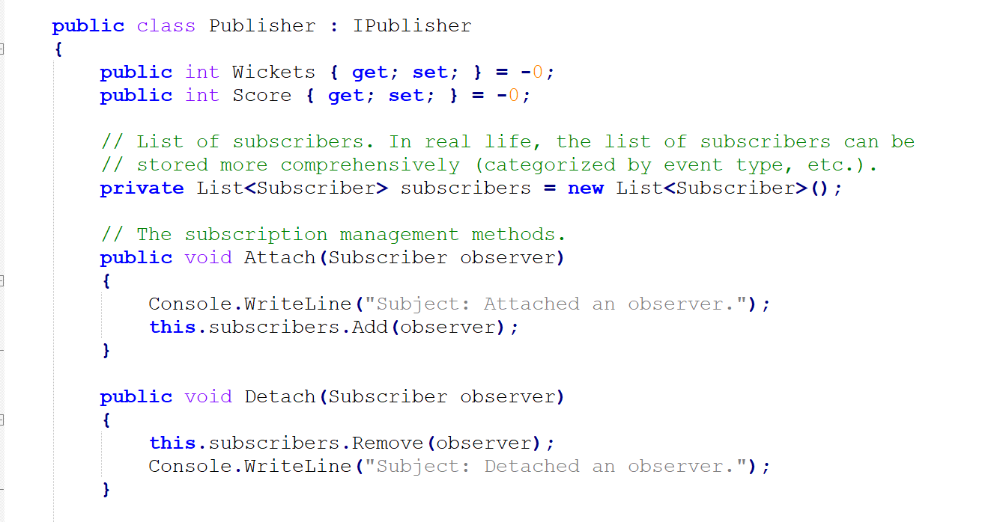 public class Publisher : IPublisher
{
    public int Wickets { get; set; } = -0;
    public int Score { get; set; } = -0;

    // List of subscribers. In real life, the list of subscribers can be
    // stored more comprehensively (categorized by event type, etc.).
    private List<Subscriber> subscribers = new List<Subscriber>();

    // The subscription management methods.
    public void Attach(Subscriber observer)
    {
        Console.WriteLine("Subject: Attached an observer.");
        this.subscribers.Add(observer);
    }

    public void Detach(Subscriber observer)
    {
        this.subscribers.Remove(observer);
        Console.WriteLine("Subject: Detached an observer.");
    }